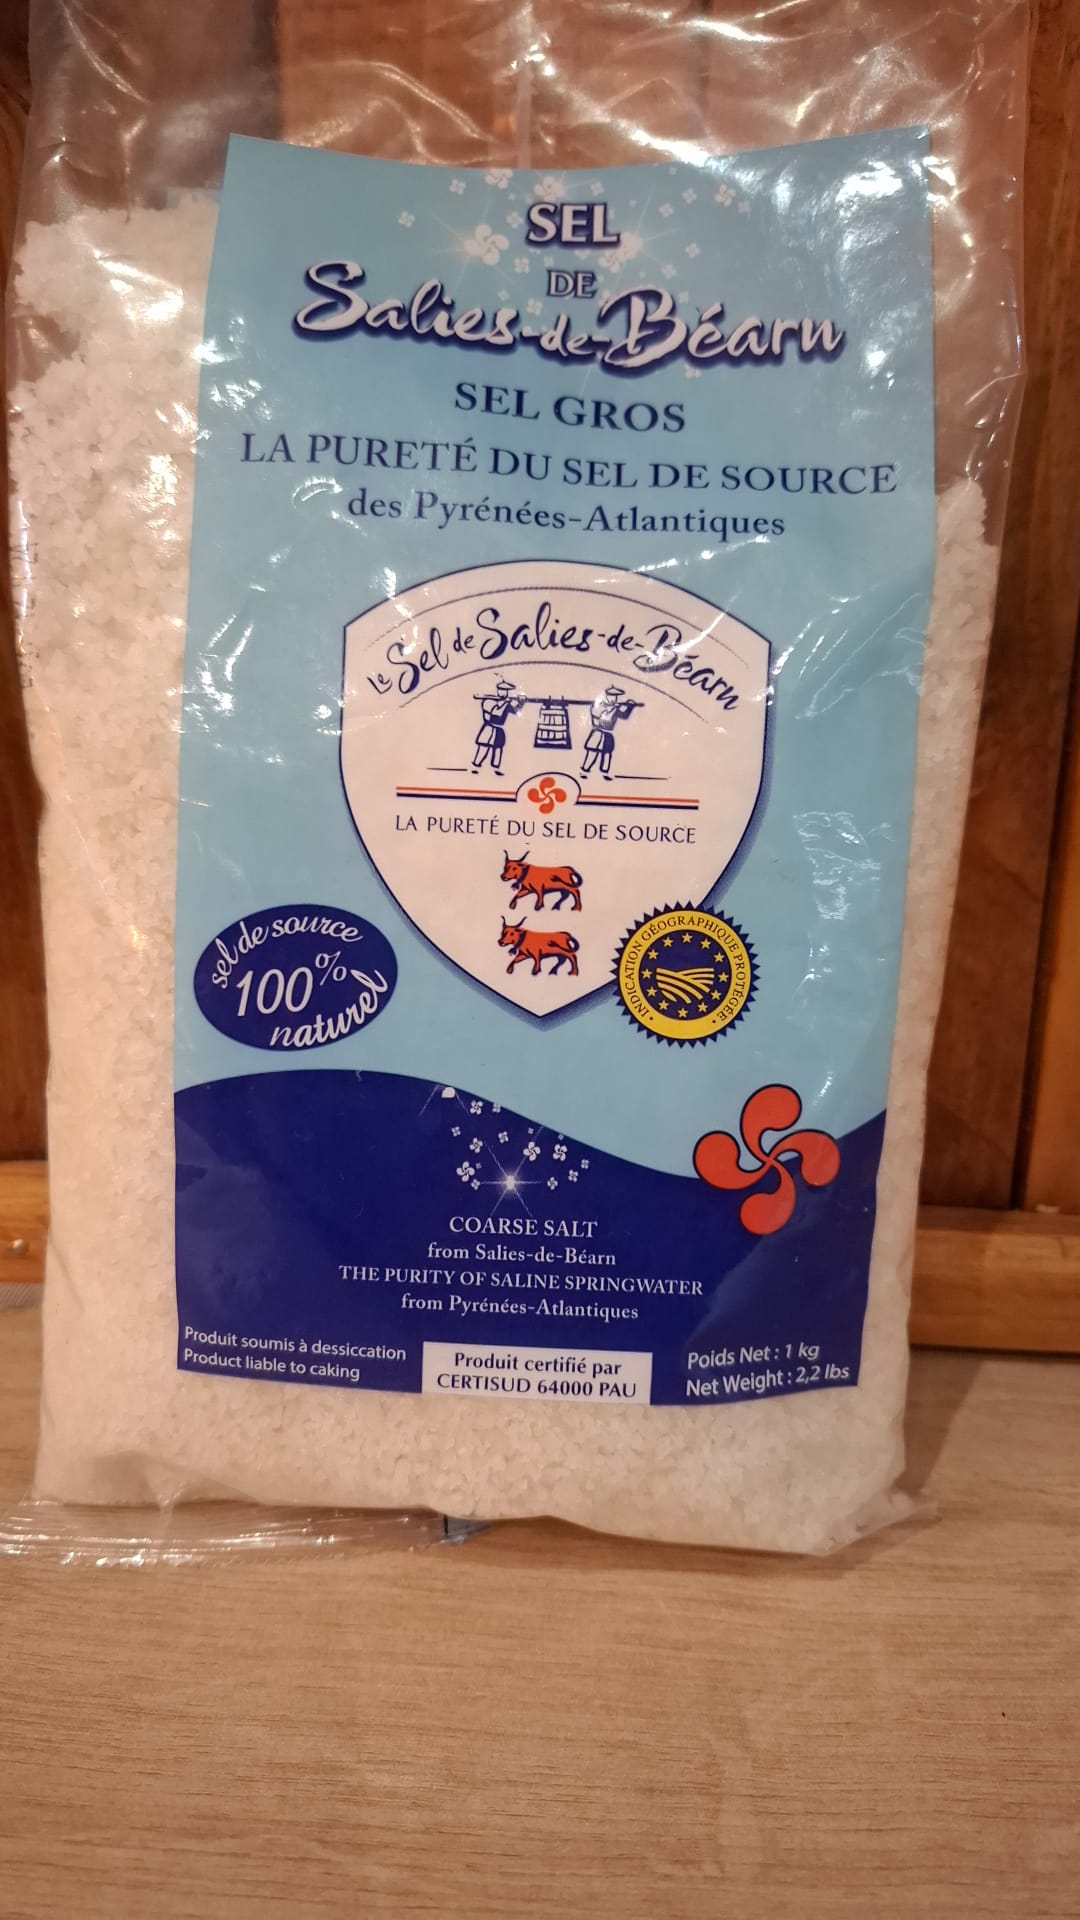 SEL
DE
Salies-de-Béarn
SEL GROS
LA PURETÉ DU SEL DE SOURCE
des Pyrénées-Atlantiques
Le Sel de Salies-de-Béarn
LA PURETÉ DU SEL DE SOURCE
sel de source
100%
naturel
INDICATION GÉOGRAPHIQUE PROTÉGÉE
COARSE SALT
from Salies-de-Béarn
THE PURITY OF SALINE SPRINGWATER
from Pyrénées-Atlantiques
Produit soumis à dessiccation
Product liable to caking
Produit certifié par
CERTISUD 64000 PAU
Poids Net : 1 kg
Net Weight : 2,2 lbs